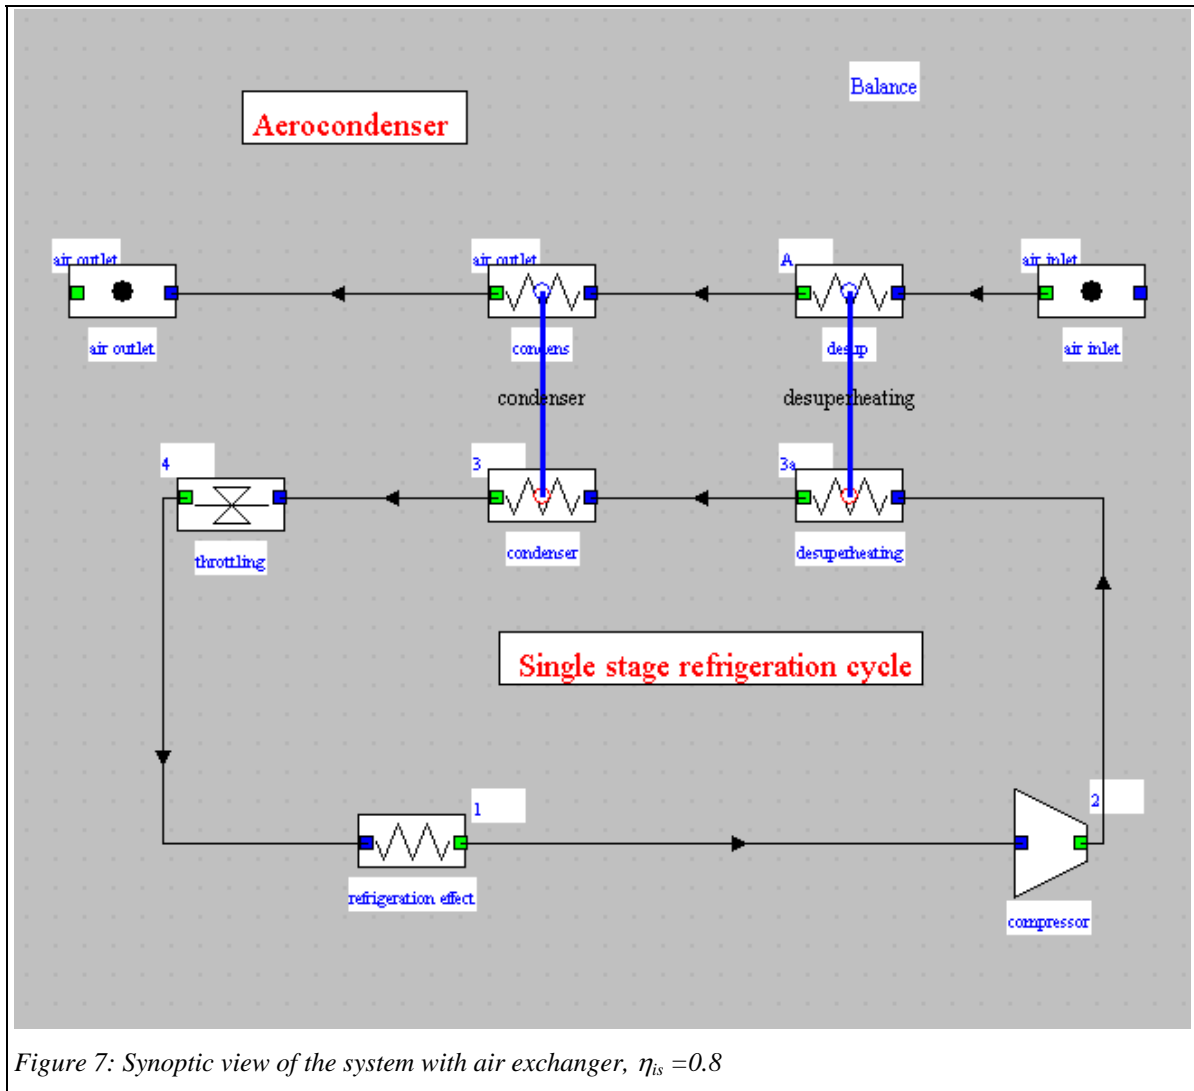 Balance
Aerocondenser
air outlet
air outlet
A
air inlet
air outlet
condens
desup
air inlet
condenser
desuperheating
4
3
3a
throttling
condenser
desuperheating
Single stage refrigeration cycle
1
2
refrigeration effect
compressor
Figure 7: Synoptic view of the system with air exchanger, ηis =0.8